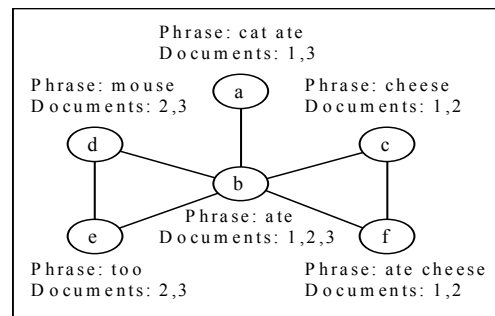 Phrase: cat ate
Documents: 1,3
a
Phrase: mouse
Documents: 2,3
Phrase: cheese
Documents: 1,2
d
c
b
Phrase: ate
Documents: 1,2,3
e
f
Phrase: too
Documents: 2,3
Phrase: ate cheese
Documents: 1,2